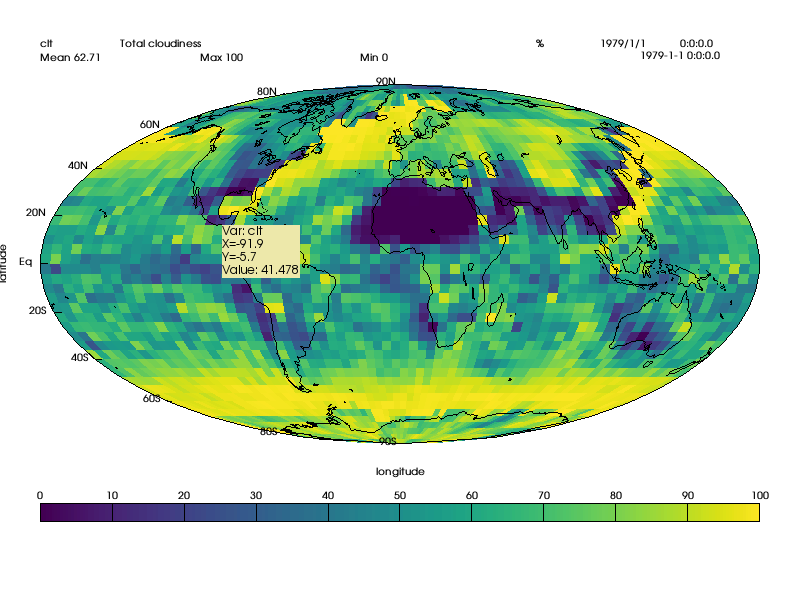 clt Total cloudiness % 1979/1/1 0:0:0.0
Mean 62.71 Max 100 Min 0 1979-1-1 0:0:0.0
90N
80N
60N
40N
20N
Var: clt
X=-91.9
Y=-5.7
Value: 41.478
latitude
Eq
20S
40S
60S
80S
90S
longitude
0 10 20 30 40 50 60 70 80 90 100